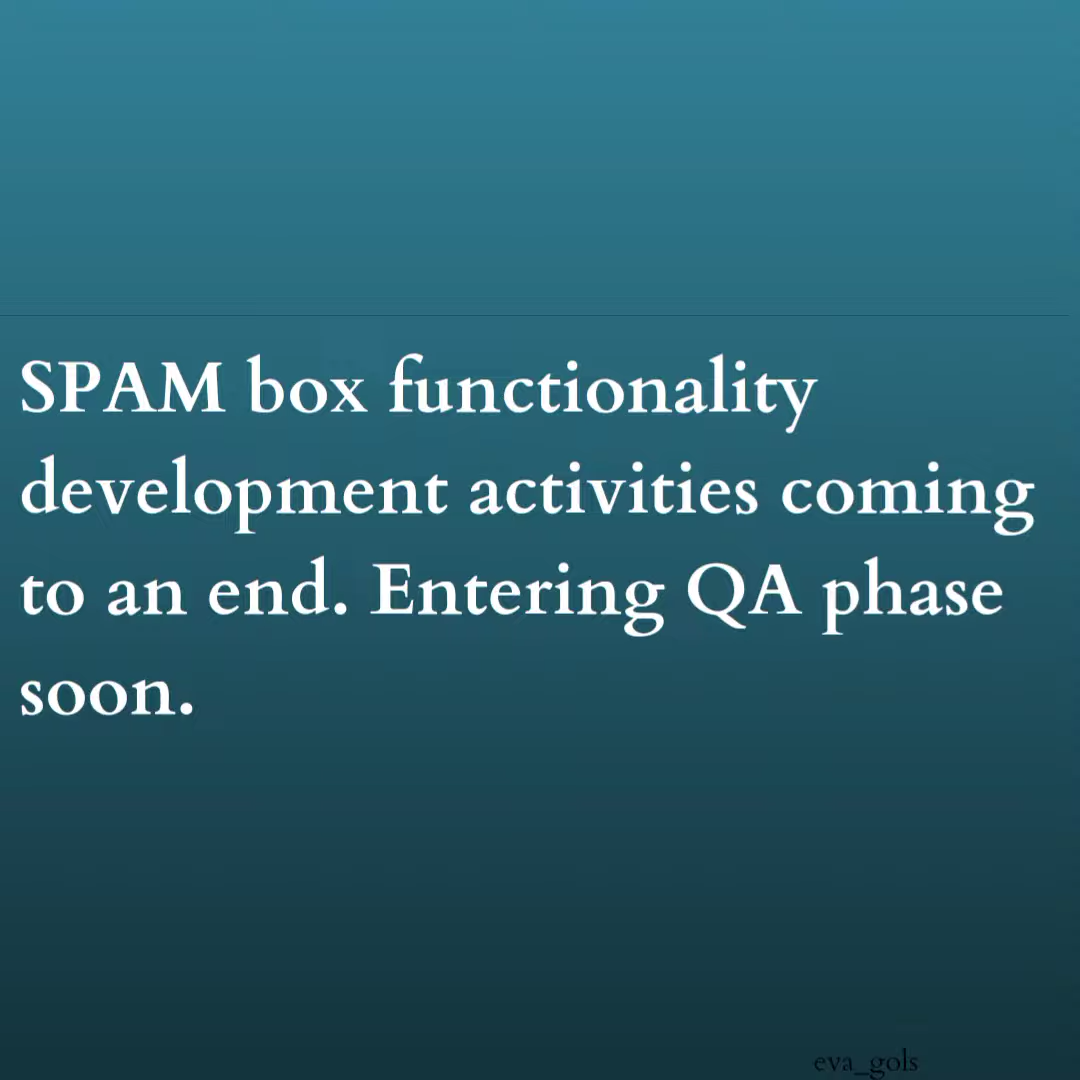 SPAM box functionality
development activities coming
to an end. Entering QA phase
soon.
eva_gols